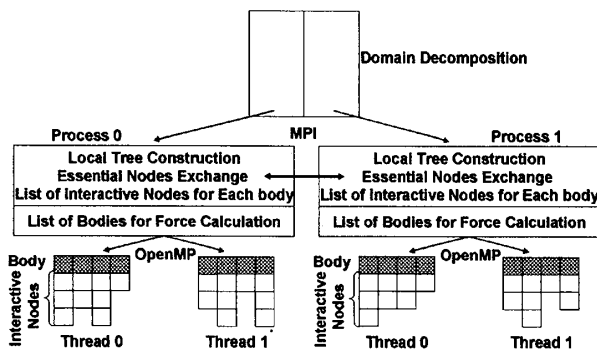 Domain Decomposition
Process 0
MPI
Process 1
Local Tree Construction
Essential Nodes Exchange
List of Interactive Nodes for Each body
List of Bodies for Force Calculation
Local Tree Construction
Essential Nodes Exchange
List of Interactive Nodes for Each body
List of Bodies for Force Calculation
Body
OpenMP
Body
OpenMP
Interactive
Nodes
Interactive
Nodes
Thread 0
Thread 1
Thread 0
Thread 1